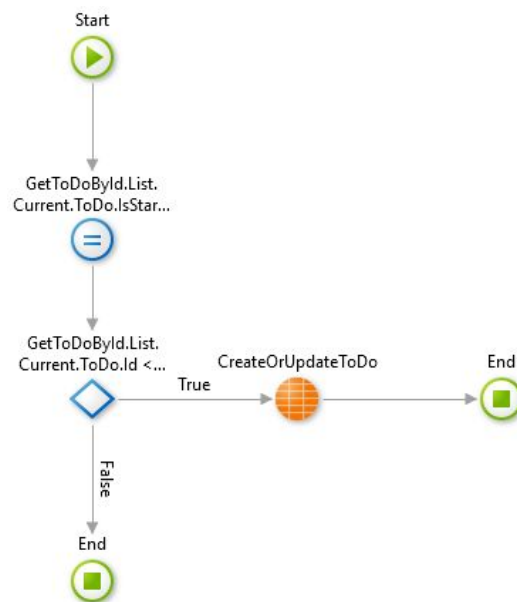 Start
GetToDoById.List.
Current.ToDo.IsStar...
GetToDoById.List.
Current.ToDo.Id <...
True
CreateOrUpdateToDo
End
False
End